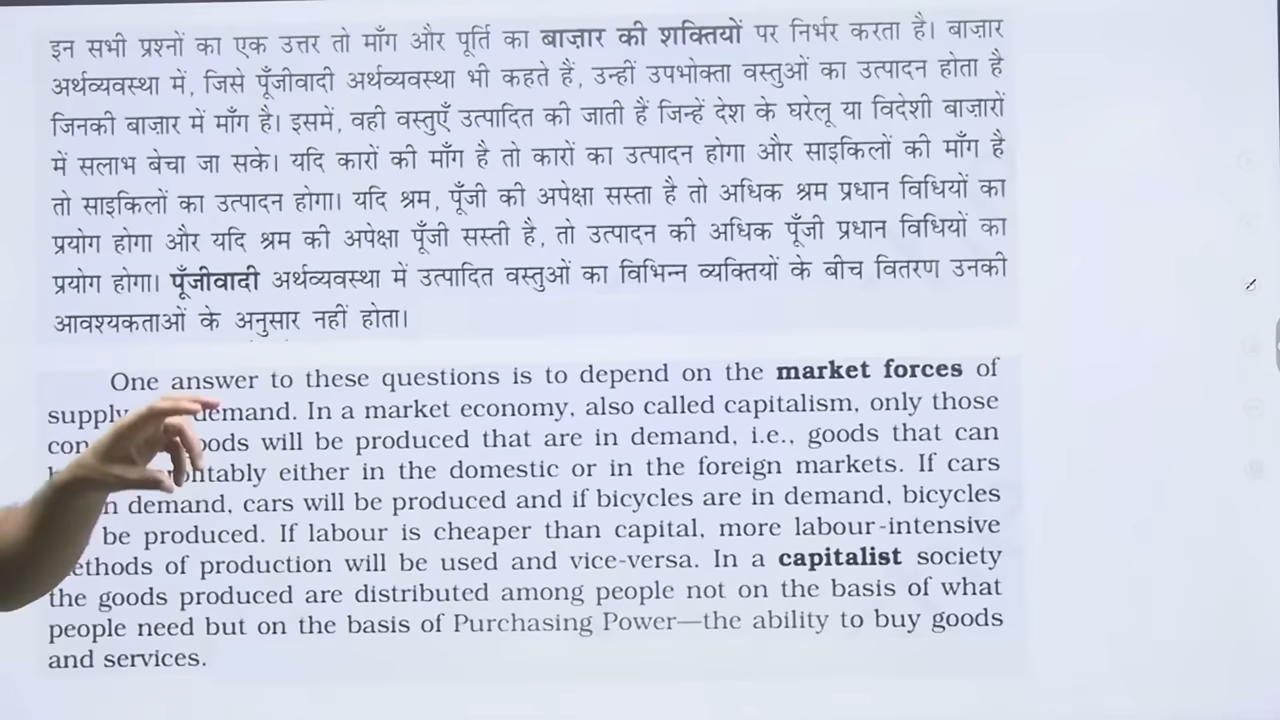 इन सभी प्रश्नों का एक उत्तर तो माँग और पूर्ति का बाज़ार की शक्तियों पर निर्भर करता है। बाज़ार
अर्थव्यवस्था में, जिसे पूँजीवादी अर्थव्यवस्था भी कहते हैं, उन्हीं उपभोक्ता वस्तुओं का उत्पादन होता है
जिनकी बाज़ार में माँग है। इसमें, वही वस्तुएँ उत्पादित की जाती हैं जिन्हें देश के घरेलू या विदेशी बाज़ारों
में सलाभ बेचा जा सके। यदि कारों की माँग है तो कारों का उत्पादन होगा और साइकिलों की माँग है
तो साइकिलों का उत्पादन होगा। यदि श्रम, पूँजी की अपेक्षा सस्ता है तो अधिक श्रम प्रधान विधियों का
प्रयोग होगा और यदि श्रम की अपेक्षा पूँजी सस्ती है, तो उत्पादन की अधिक पूँजी प्रधान विधियों का
प्रयोग होगा। पूँजीवादी अर्थव्यवस्था में उत्पादित वस्तुओं का विभिन्न व्यक्तियों के बीच वितरण उनकी
आवश्यकताओं के अनुसार नहीं होता।
One answer to these questions is to depend on the market forces of
supply demand. In a market economy, also called capitalism, only those
will be produced that are in demand, i.e., goods that can
either in the domestic or in the foreign markets. If cars
demand, cars will be produced and if bicycles are in demand, bicycles
be produced. If labour is cheaper than capital, more labour-intensive
of production will be used and vice-versa. In a capitalist society
the goods produced are distributed among people not on the basis of what
people need but on the basis of Purchasing Power—the ability to buy goods
and services.